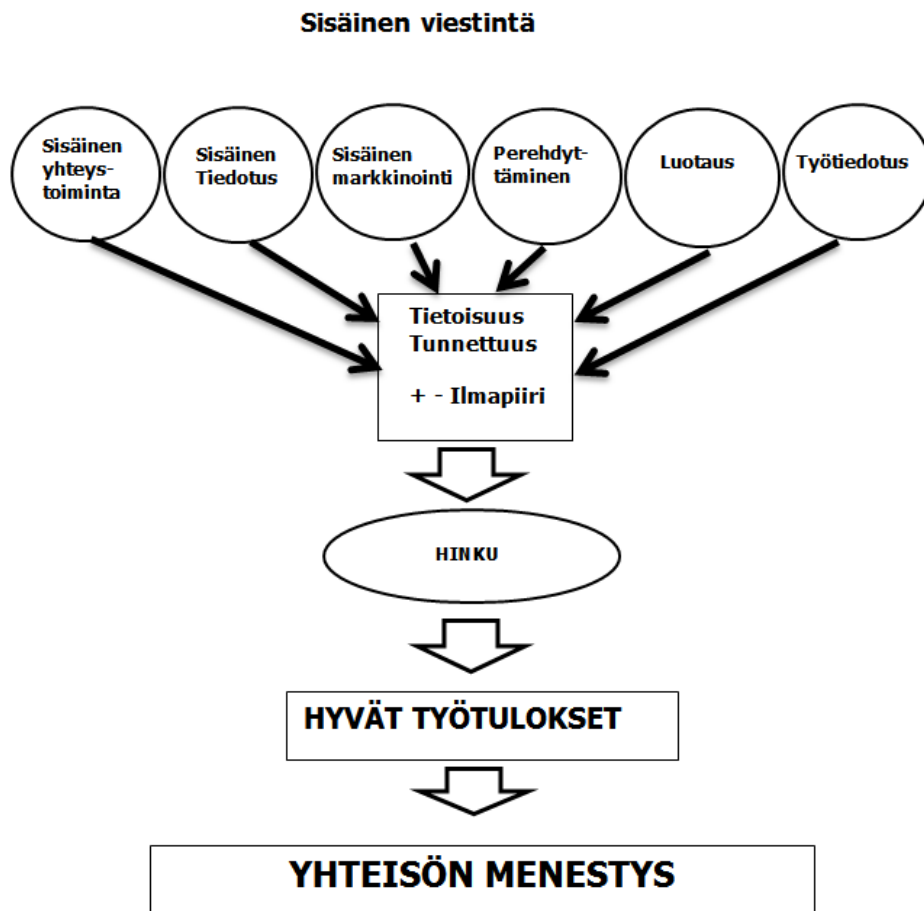 Sisäinen viestintä
Sisäinen
yhteys-
toiminta
Sisäinen
Tiedotus
Sisäinen
markkinointi
Perehdyt-
täminen
Luotaus
Työtiedotus
Tietoisuus
Tunnettuus
+ - Ilmapiiri
HINKU
HYVÄT TYÖTULOKSET
YHTEISÖN MENESTYS